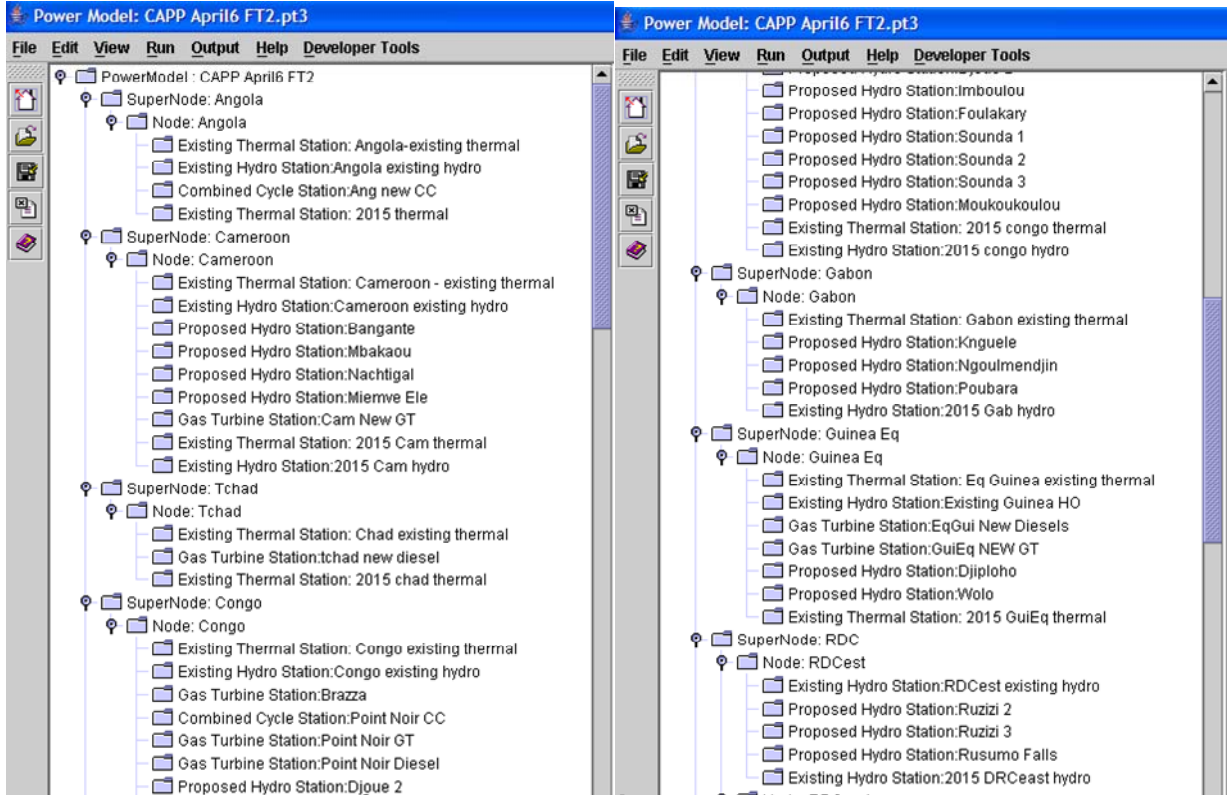 Power Model: CAPP April6 FT2.pt3
File Edit View Run Output Help Developer Tools
PowerModel : CAPP April6 FT2
SuperNode: Angola
Node: Angola
Existing Thermal Station: Angola-existing thermal
Existing Hydro Station:Angola existing hydro
Combined Cycle Station:Ang new CC
Existing Thermal Station: 2015 thermal
SuperNode: Cameroon
Node: Cameroon
Existing Thermal Station: Cameroon - existing thermal
Existing Hydro Station:Cameroon existing hydro
Proposed Hydro Station:Bangante
Proposed Hydro Station:Mbakaou
Proposed Hydro Station:Nachtigal
Proposed Hydro Station:Miemve Ele
Gas Turbine Station:Cam New GT
Existing Thermal Station: 2015 Cam thermal
Existing Hydro Station:2015 Cam hydro
SuperNode: Tchad
Node: Tchad
Existing Thermal Station: Chad existing thermal
Gas Turbine Station:tchad new diesel
Existing Thermal Station: 2015 chad thermal
SuperNode: Congo
Node: Congo
Existing Thermal Station: Congo existing thermal
Existing Hydro Station:Congo existing hydro
Gas Turbine Station:Brazza
Combined Cycle Station:Point Noir CC
Gas Turbine Station:Point Noir GT
Gas Turbine Station:Point Noir Diesel
Proposed Hydro Station:Djoue 2
Power Model: CAPP April6 FT2.pt3
File Edit View Run Output Help Developer Tools
Proposed Hydro Station:Imboulou
Proposed Hydro Station:Foulakary
Proposed Hydro Station:Sounda 1
Proposed Hydro Station:Sounda 2
Proposed Hydro Station:Sounda 3
Proposed Hydro Station:Moukoukoulou
Existing Thermal Station: 2015 congo thermal
Existing Hydro Station:2015 congo hydro
SuperNode: Gabon
Node: Gabon
Existing Thermal Station: Gabon existing thermal
Proposed Hydro Station:Knguele
Proposed Hydro Station:Ngoulmendjin
Proposed Hydro Station:Poubara
Existing Hydro Station:2015 Gab hydro
SuperNode: Guinea Eq
Node: Guinea Eq
Existing Thermal Station: Eq Guinea existing thermal
Existing Hydro Station:Existing Guinea HO
Gas Turbine Station:EqGui New Diesels
Gas Turbine Station:GuiEq NEW GT
Proposed Hydro Station:Djiploho
Proposed Hydro Station:Wolo
Existing Thermal Station: 2015 GuiEq thermal
SuperNode: RDC
Node: RDCest
Existing Hydro Station:RDCest existing hydro
Proposed Hydro Station:Ruzizi 2
Proposed Hydro Station:Ruzizi 3
Proposed Hydro Station:Rusumo Falls
Existing Hydro Station:2015 DRCeast hydro